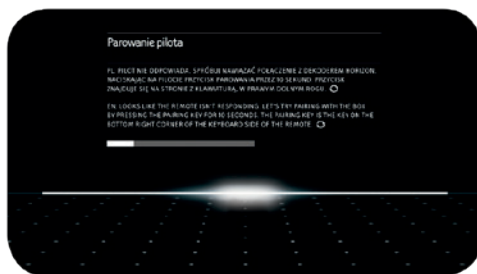 Parowanie pilota
PL: PILOT NIE ODPOWIADA. SPRÓBUJ NAWIĄZAĆ POŁĄCZENIE Z DEKODEREM HORIZON,
NACISKAJĄC NA PILOCIE PRZYCISK PAROWANIA PRZEZ 10 SEKUND. PRZYCISK
ZNAJDUJE SIĘ NA STRONIE Z KLAWIATURĄ, W PRAWYM DOLNYM ROGU.
EN: LOOKS LIKE THE REMOTE ISN'T RESPONDING. LET'S TRY PAIRING WITH THE BOX
BY PRESSING THE PAIRING KEY FOR 10 SECONDS. THE PAIRING KEY IS THE KEY ON THE
BOTTOM RIGHT CORNER OF THE KEYBOARD SIDE OF THE REMOTE.